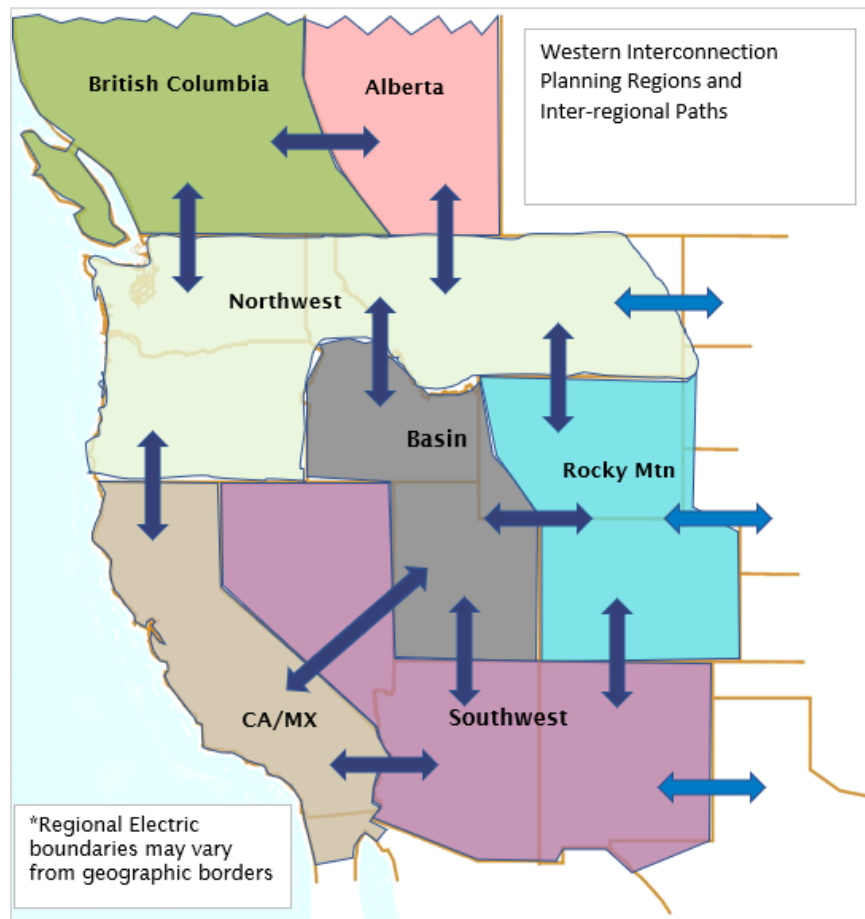 Western Interconnection
Planning Regions and
Inter-regional Paths
British Columbia
Alberta
Northwest
Basin
Rocky Mtn
CA/MX
Southwest
*Regional Electric
boundaries may vary
from geographic borders